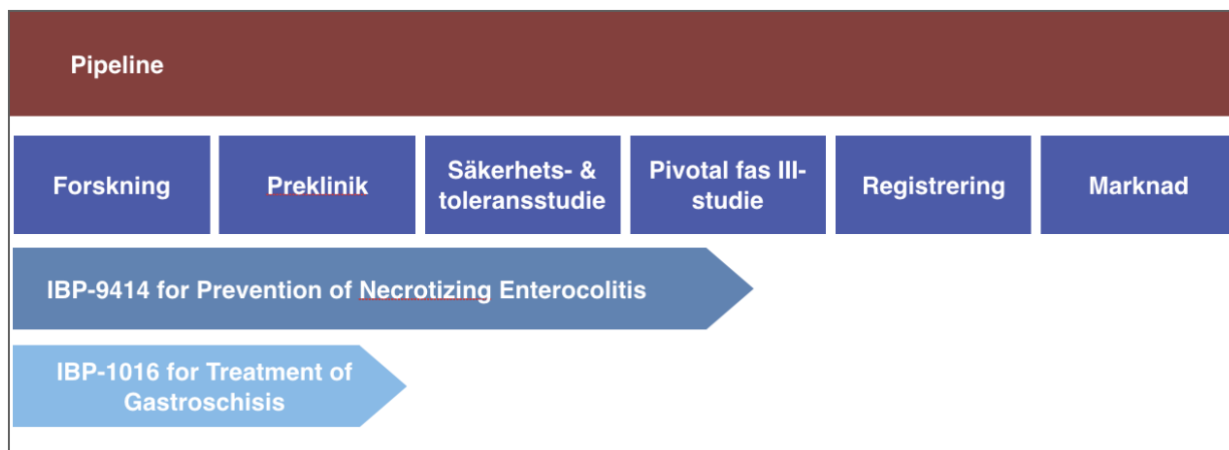 Pipeline
Forskning
Preklinik
Säkerhets- &
toleransstudie
Pivotal fas III-
studie
Registrering
Marknad
IBP-9414 for Prevention of Necrotizing Enterocolitis
IBP-1016 for Treatment of
Gastroschisis